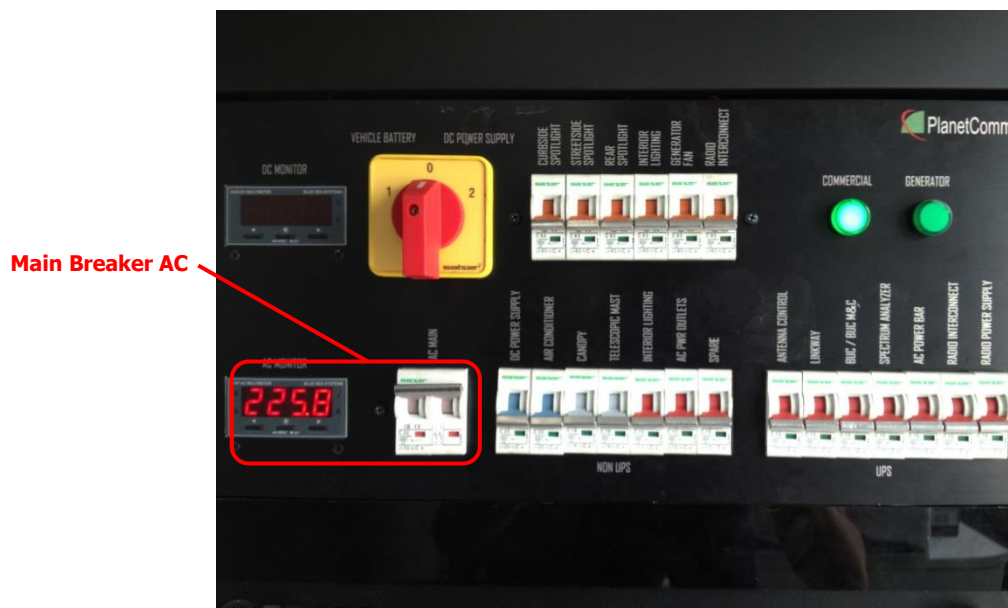 PlanetComm
CURBSIDE
SPOTLIGHT
STREETSIDE
SPOTLIGHT
REAR
SPOTLIGHT
INTERIOR
LIGHTING
GENERATOR
FAN
RADIO
INTERCONNECT
VEHICLE BATTERY
DC POWER SUPPLY
0
1
2
DC MONITOR
COMMERCIAL
GENERATOR
Main Breaker AC
AC MONITOR
225.8
AC MAIN
DC POWER SUPPLY
AIR CONDITIONER
CANOPY
TELESCOPIC MAST
INTERIOR LIGHTING
AC PWR OUTLETS
SPARE
NON UPS
ANTENNA CONTROL
LINKWAY
BUC / BUC M&C
SPECTRUM ANALYZER
AC POWER BAR
RADIO INTERCONNECT
RADIO POWER SUPPLY
UPS